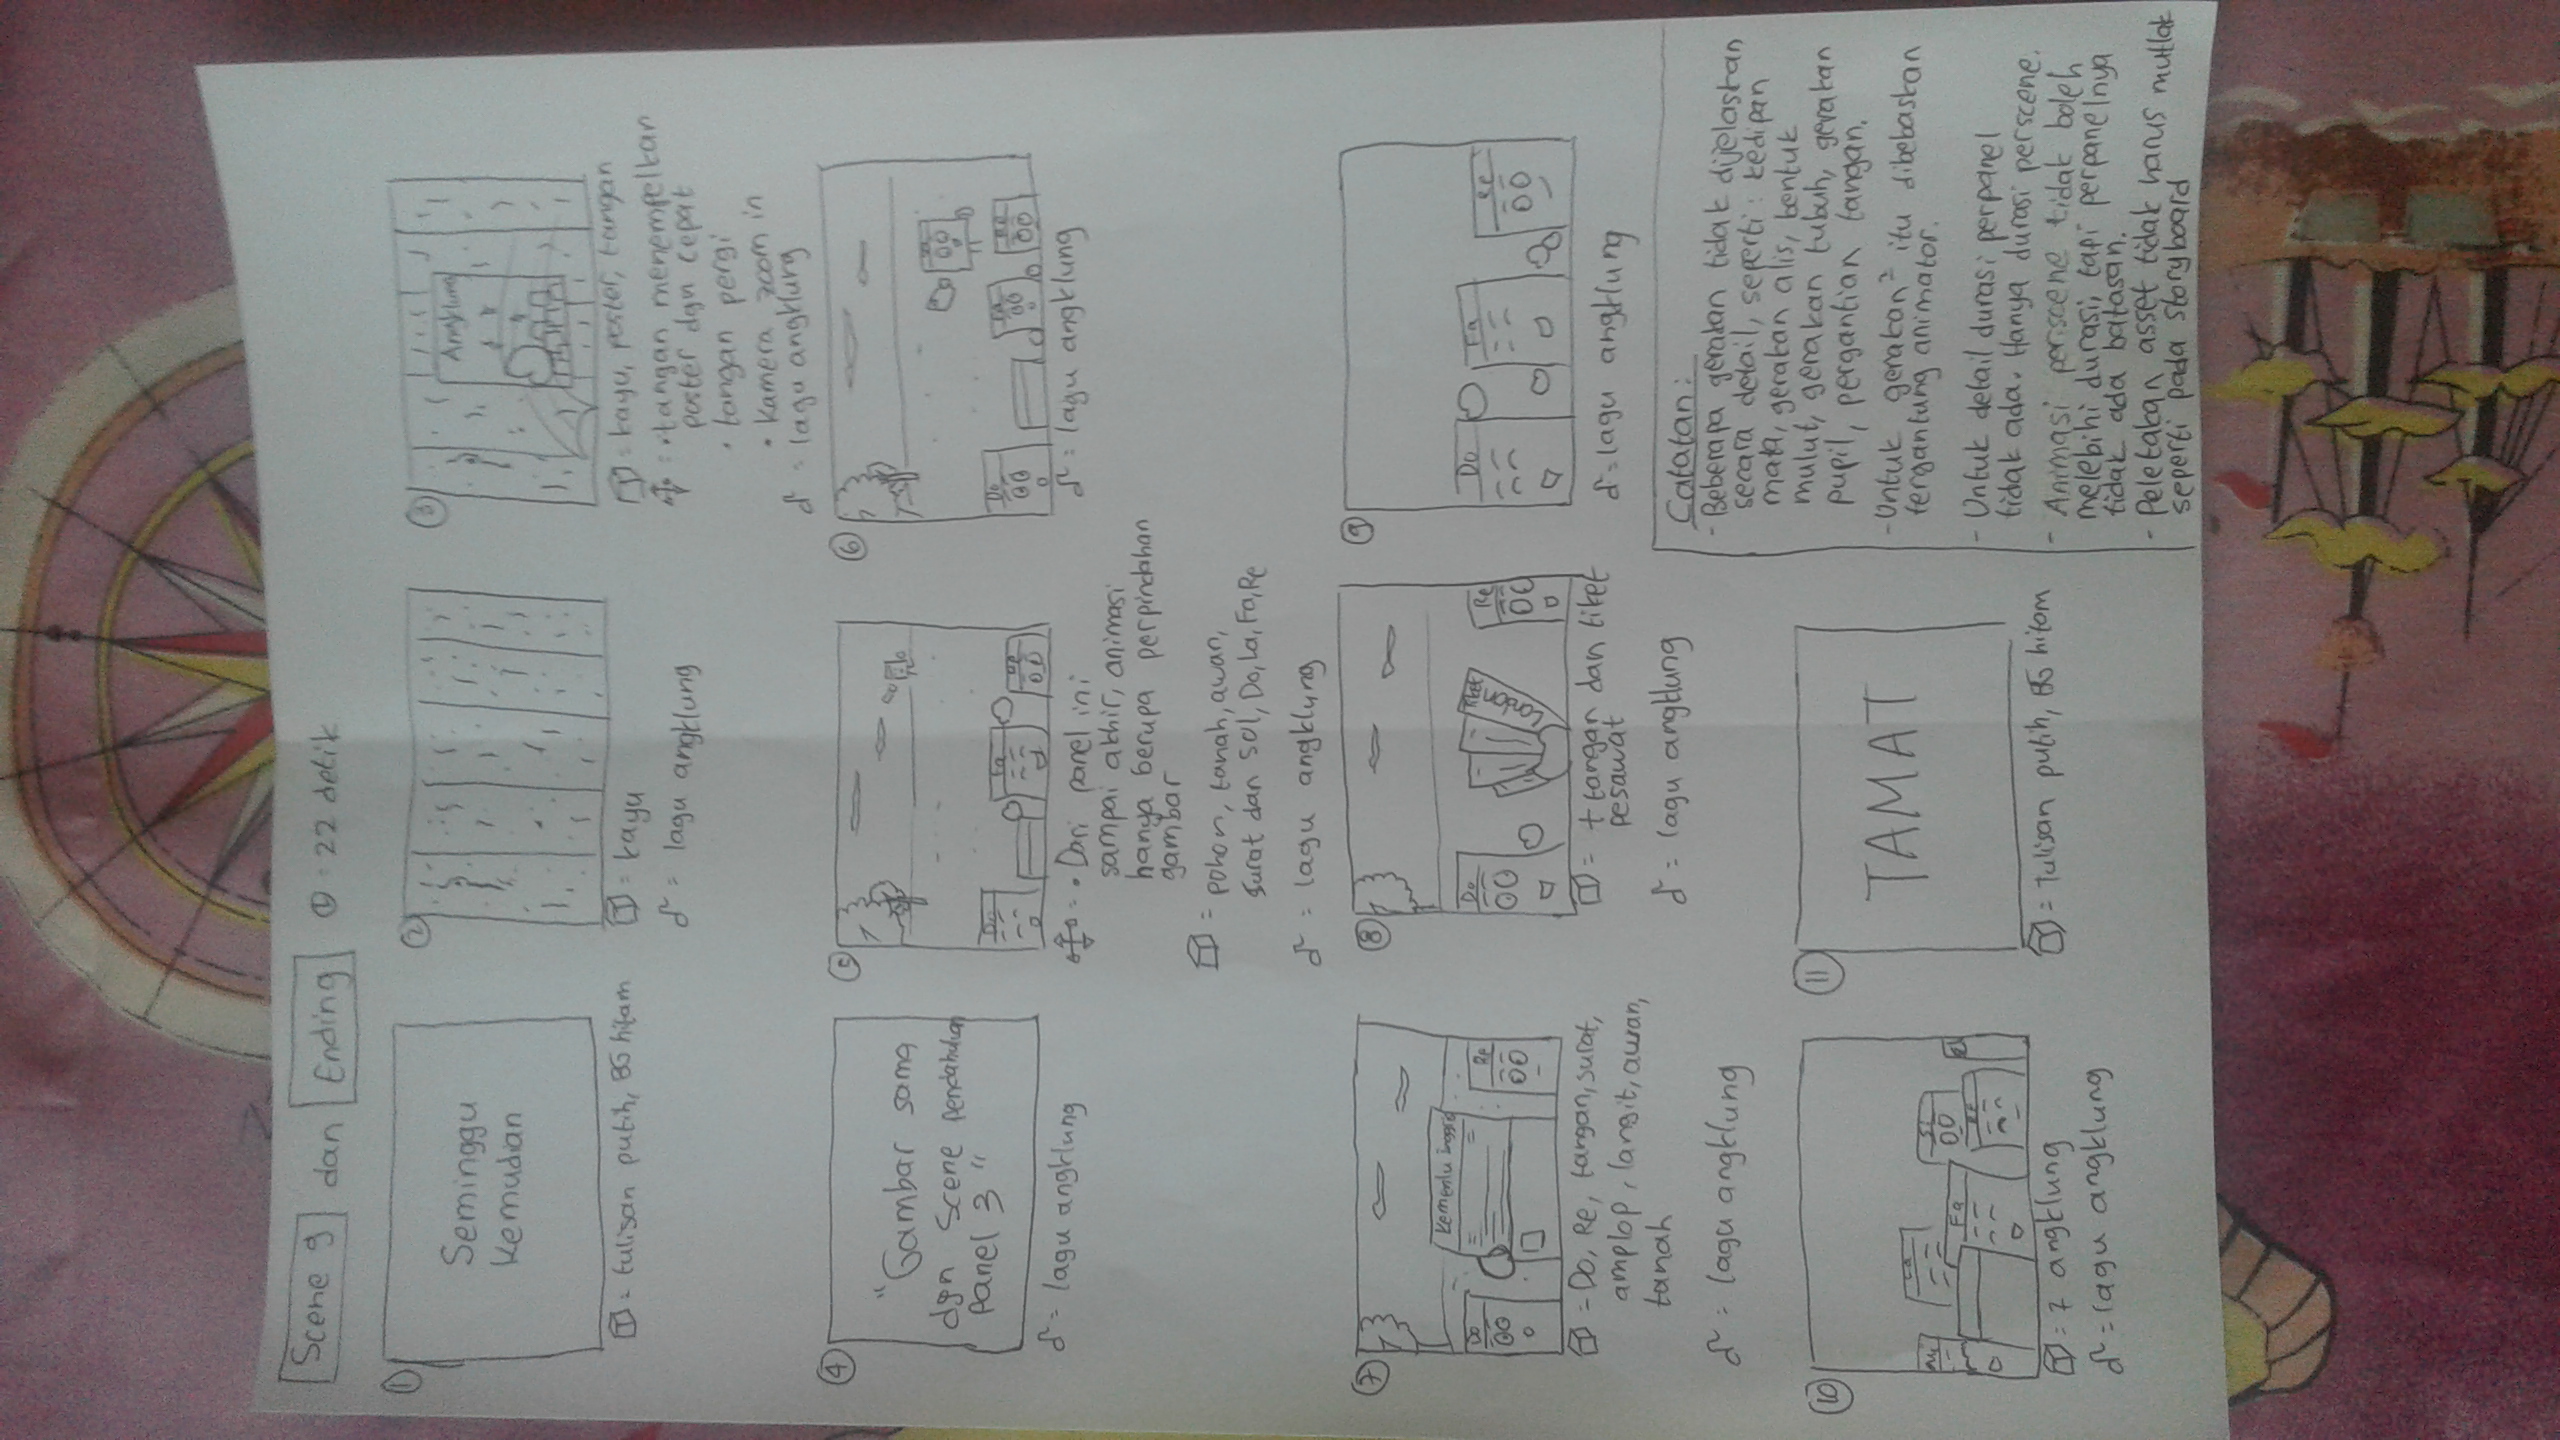 Scene 9 dan Ending : 22 detik
1
Seminggu
kemudian
= tulisan putih, BG hitam
2
= kayu
= lagu angklung
3
Angklung
= kayu, poster, tangan
= • tangan menempelkan
poster dgn cepat
• tangan pergi
• kamera zoom in
= lagu angklung
4
"Gambar sama
dgn Scene pendahuluan
panel 3"
= lagu angklung
5
Do
Fa
Re
= • Dari panel ini
sampai akhir, animasi
hanya berupa perpindahan
gambar
= pohon, tanah, awan,
surat dan Sol, Do, La, Fa, Re
= lagu angklung
6
Do
Fa
Re
= lagu angklung
7
Kemenlu inggris
Do
Re
= Do, Re, tangan, surat,
amplop, langit, awan,
tanah
= lagu angklung
8
Do
Tiket
London
Re
= + tangan dan tiket
pesawat
= lagu angklung
9
Do
Fa
Re
= lagu angklung
10
Mi
La
Fa
Si
Re
= 7 angklung
= lagu angklung
11
TAMAT
= Tulisan putih, BG hitam
Catatan:
- Beberapa gerakan tidak dijelaskan
secara detail, seperti: kedipan
mata, gerakan alis, bentuk
mulut, gerakan tubuh, gerakan
pupil, pergantian tangan.
- Untuk gerakan² itu dibebaskan
tergantung animator.
- Untuk detail durasi perpanel
tidak ada. Hanya durasi perscene.
- Animasi perscene tidak boleh
melebihi durasi, tapi perpanelnya
tidak ada batasan.
- Peletakan asset tidak harus mutlak
seperti pada storyboard